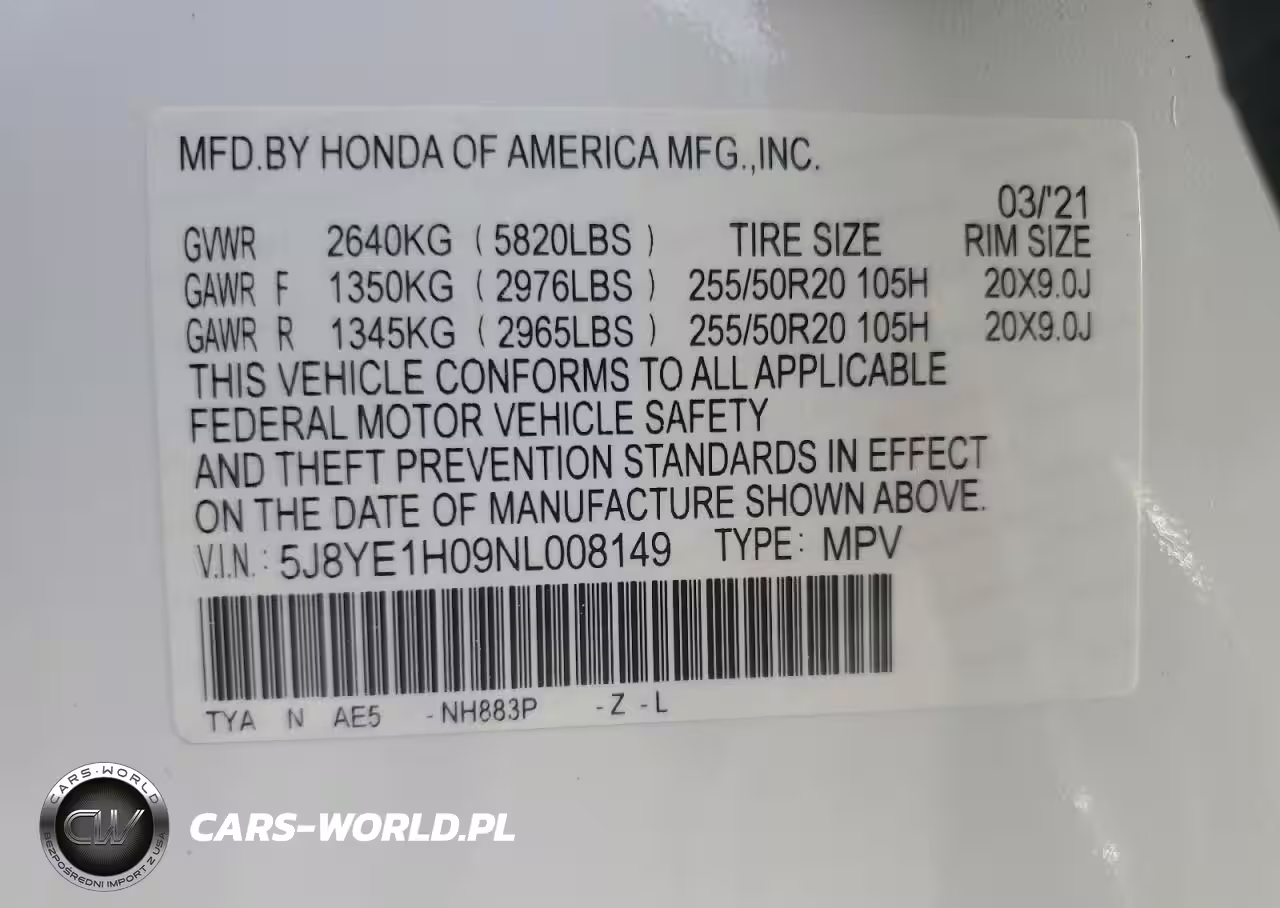 MFD.BY HONDA OF AMERICA MFG.,INC.
03/'21
GVWR 2640KG ( 5820LBS ) TIRE SIZE RIM SIZE
GAWR F 1350KG ( 2976LBS ) 255/50R20 105H 20X9.0J
GAWR R 1345KG ( 2965LBS ) 255/50R20 105H 20X9.0J
THIS VEHICLE CONFORMS TO ALL APPLICABLE
FEDERAL MOTOR VEHICLE SAFETY
AND THEFT PREVENTION STANDARDS IN EFFECT
ON THE DATE OF MANUFACTURE SHOWN ABOVE.
V.I.N.: 5J8YE1H09NL008149 TYPE: MPV
TYA N AE5 -NH883P -Z -L
CARS-WORLD
CW
BEZPOŚREDNI IMPORT Z USA
CARS-WORLD.PL